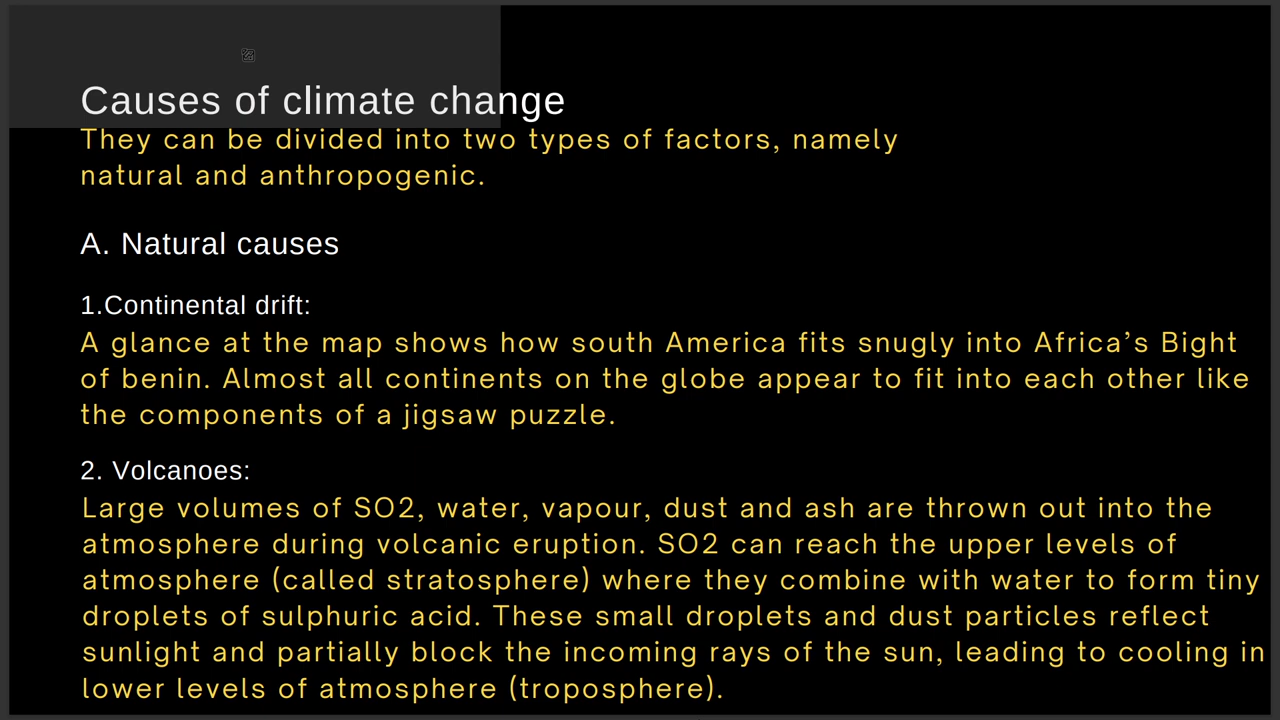 Causes of climate change
They can be divided into two types of factors, namely
natural and anthropogenic.
A. Natural causes
1.Continental drift:
A glance at the map shows how south America fits snugly into Africa’s Bight
of benin. Almost all continents on the globe appear to fit into each other like
the components of a jigsaw puzzle.
2. Volcanoes:
Large volumes of SO2, water, vapour, dust and ash are thrown out into the
atmosphere during volcanic eruption. SO2 can reach the upper levels of
atmosphere (called stratosphere) where they combine with water to form tiny
droplets of sulphuric acid. These small droplets and dust particles reflect
sunlight and partially block the incoming rays of the sun, leading to cooling in
lower levels of atmosphere (troposphere).